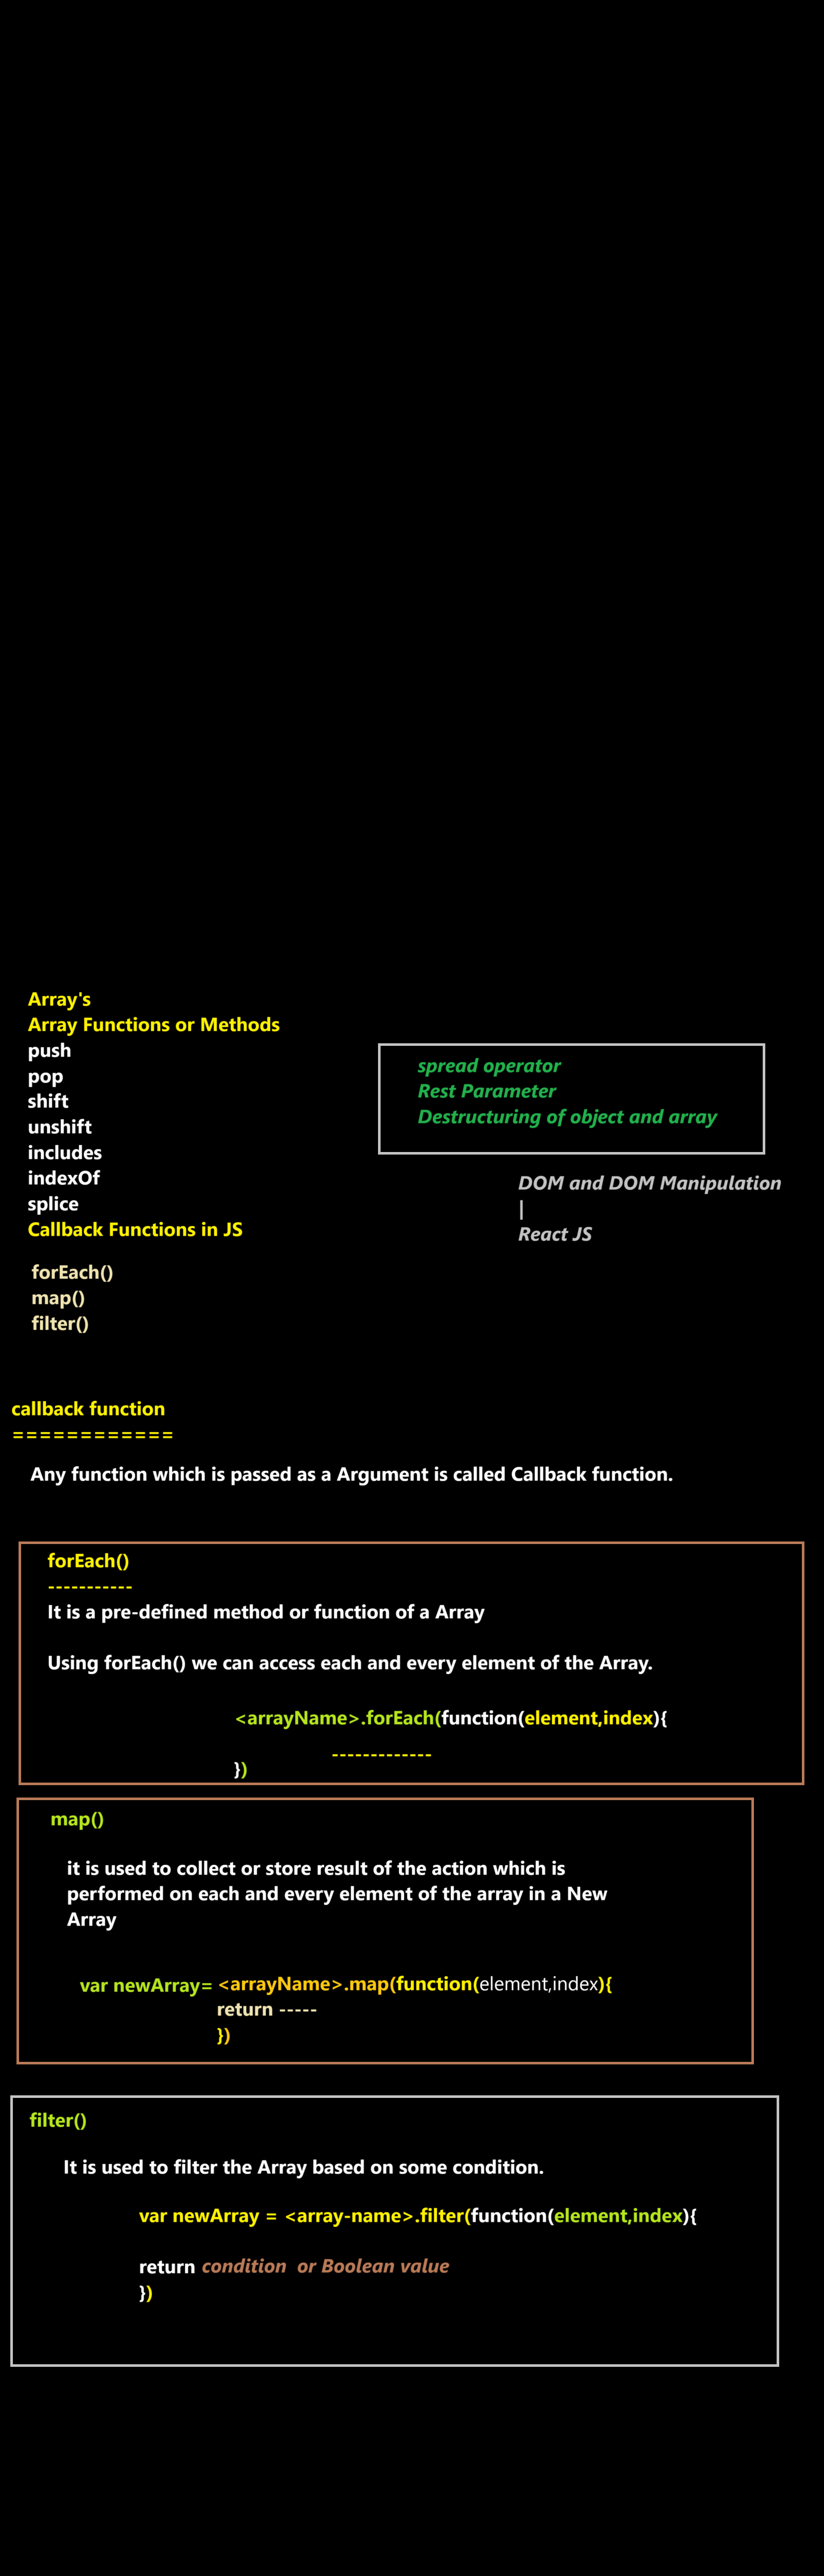 Array's
Array Functions or Methods
push
pop
shift
unshift
includes
indexOf
splice
Callback Functions in JS
forEach()
map()
filter()
spread operator
Rest Parameter
Destructuring of object and array
DOM and DOM Manipulation
|
React JS
callback function
============
Any function which is passed as a Argument is called Callback function.
forEach()
-----------
It is a pre-defined method or function of a Array
Using forEach() we can access each and every element of the Array.
<arrayName>.forEach(function(element,index){
-------------
})
map()
it is used to collect or store result of the action which is
performed on each and every element of the array in a New
Array
var newArray= <arrayName>.map(function(element,index){
return -----
})
filter()
It is used to filter the Array based on some condition.
var newArray = <array-name>.filter(function(element,index){
return condition  or Boolean value
})